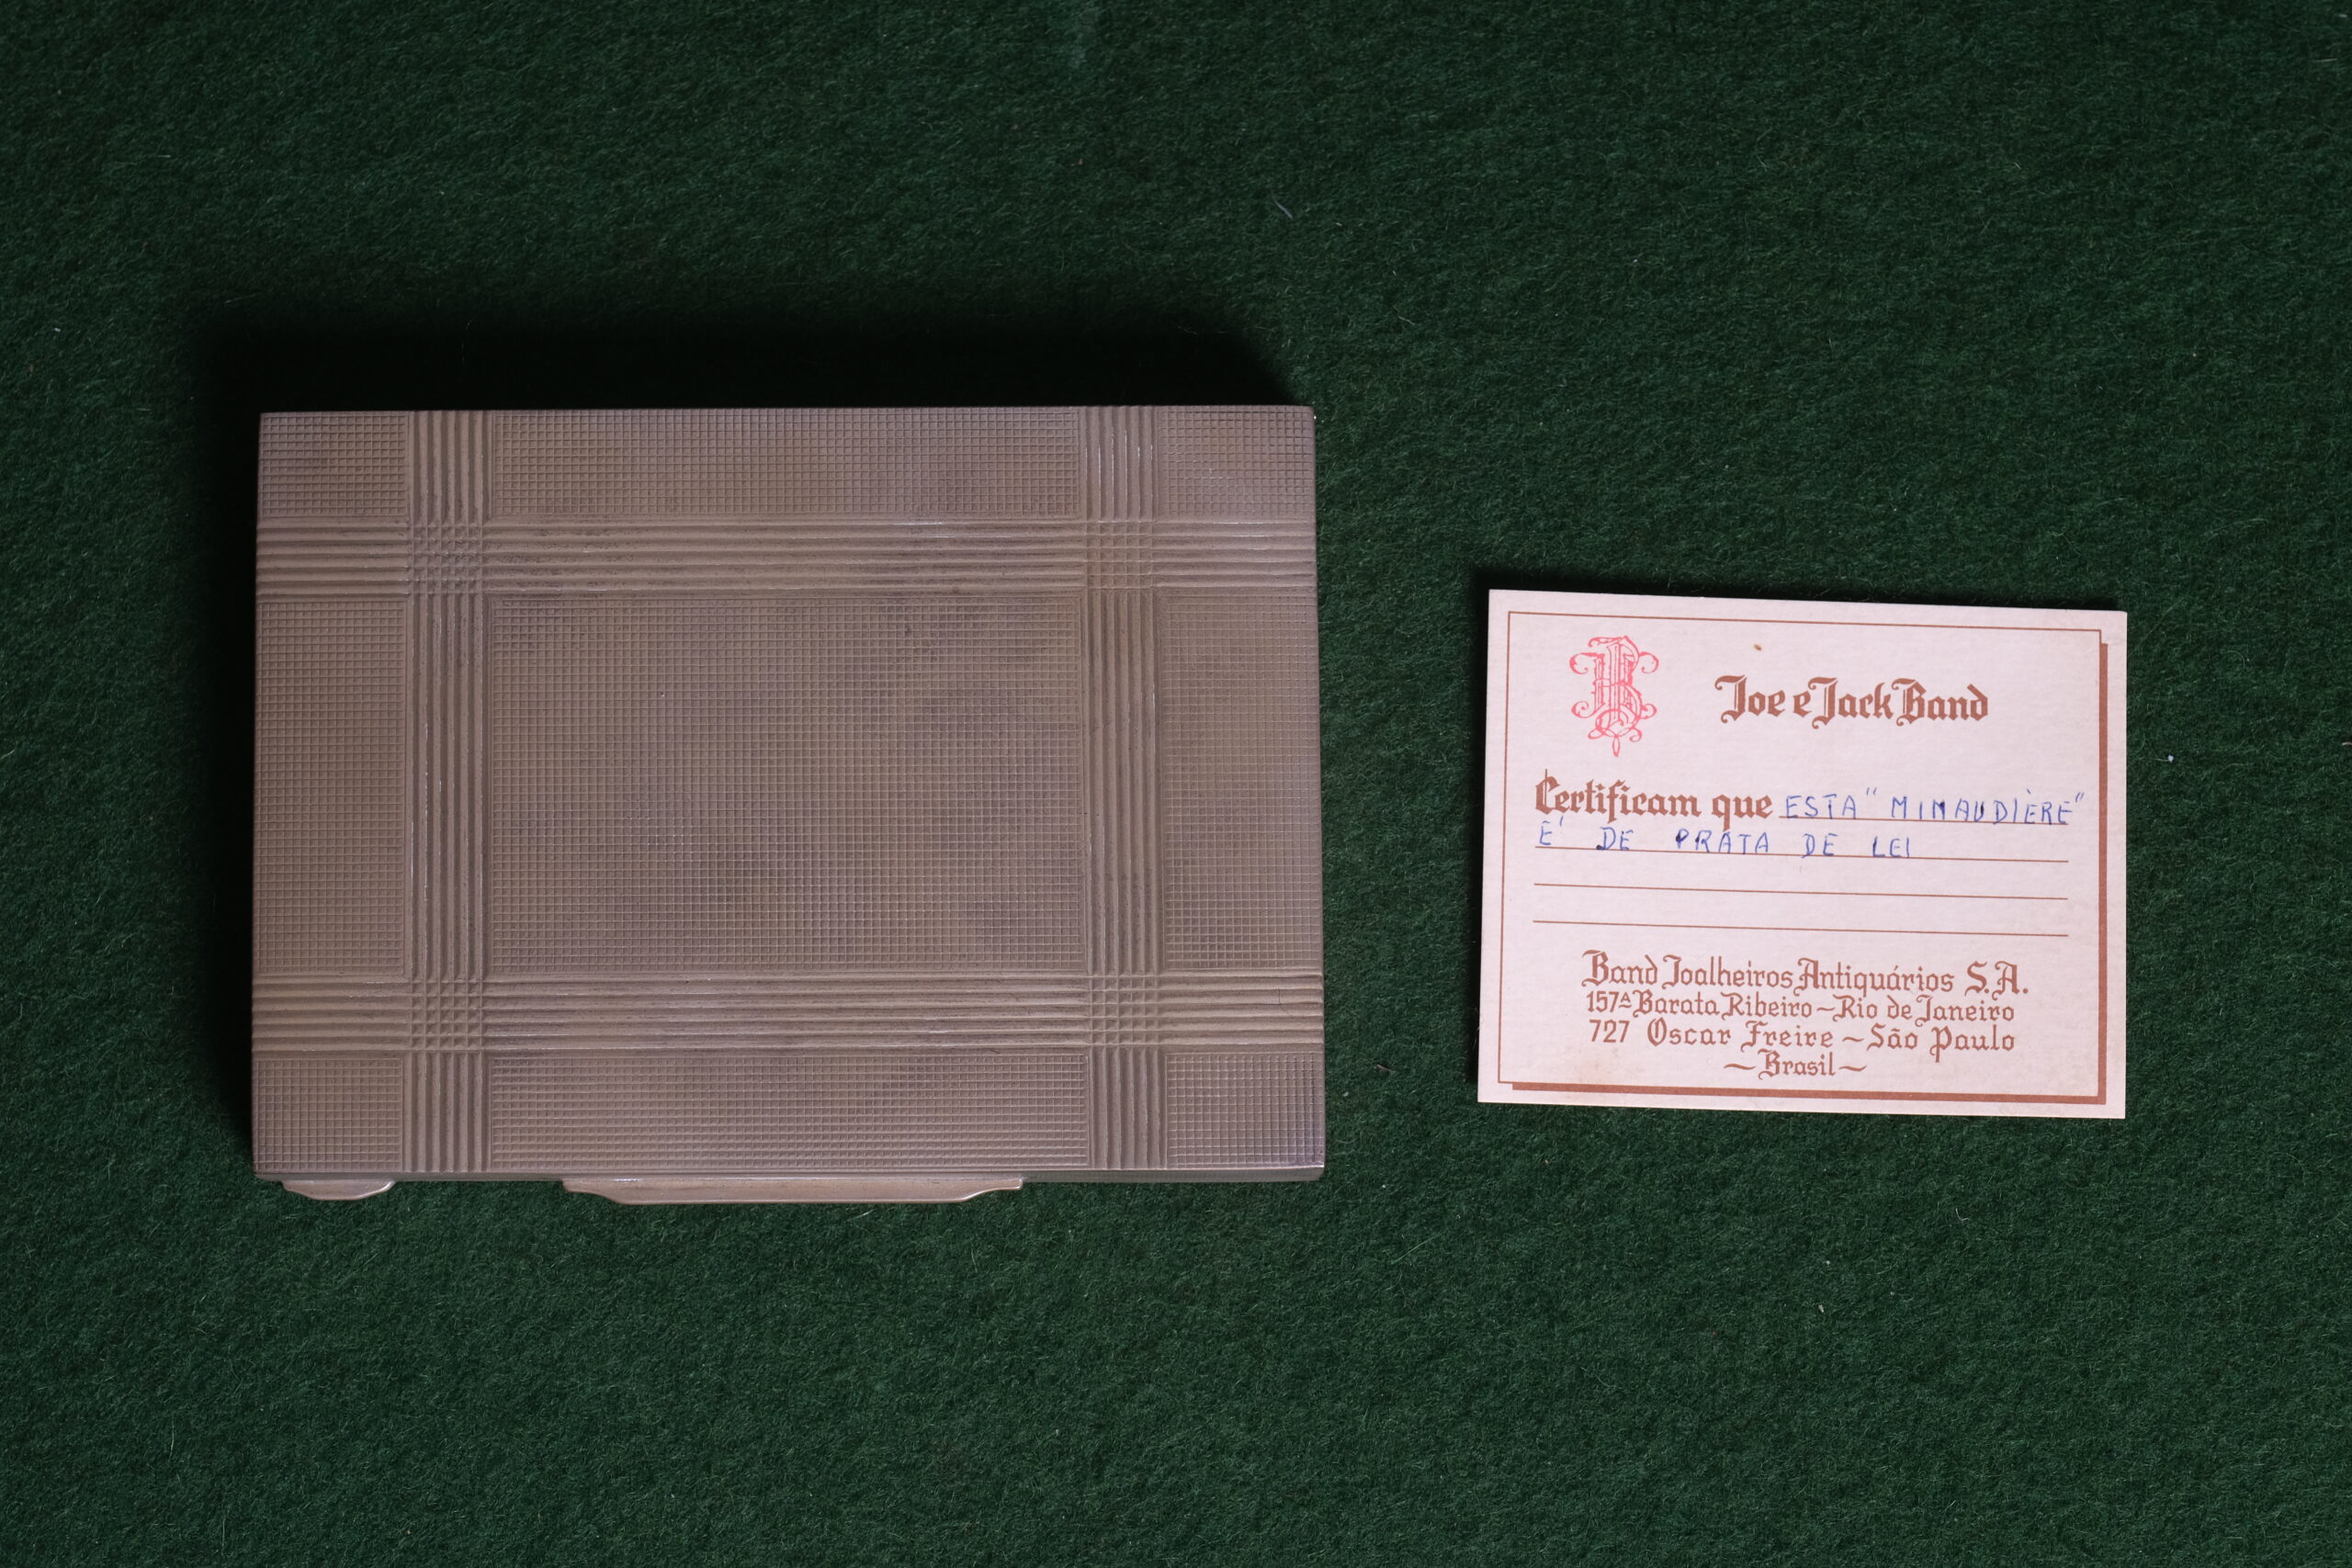 Joe e Jack Band
Certificam que ESTA "MINAUDIÈRE"
E' DE PRATA DE LEI
Band Joalheiros Antiquários S.A.
157A Barata Ribeiro – Rio de Janeiro
727 Oscar Freire – São Paulo
– Brasil –